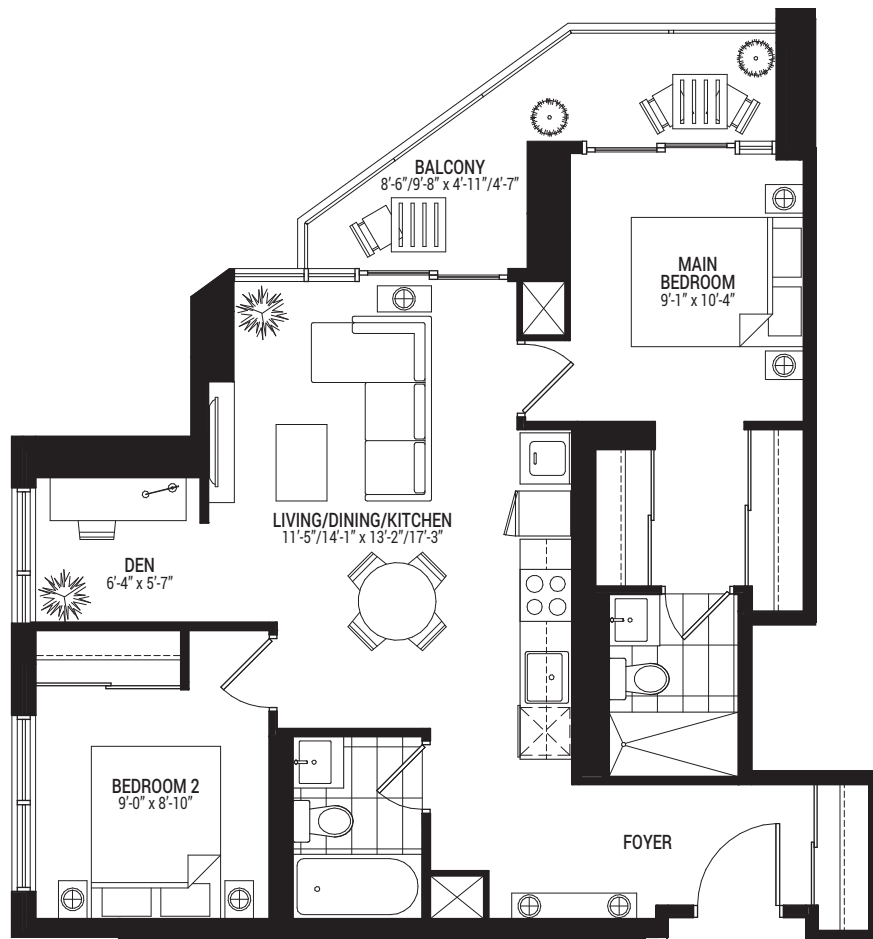 BALCONY
8'-6"/9'-8" x 4'-11"/4'-7"
MAIN
BEDROOM
9'-1" x 10'-4"
LIVING/DINING/KITCHEN
11'-5"/14'-1" x 13'-2"/17'-3"
DEN
6'-4" x 5'-7"
BEDROOM 2
9'-0" x 8'-10"
FOYER